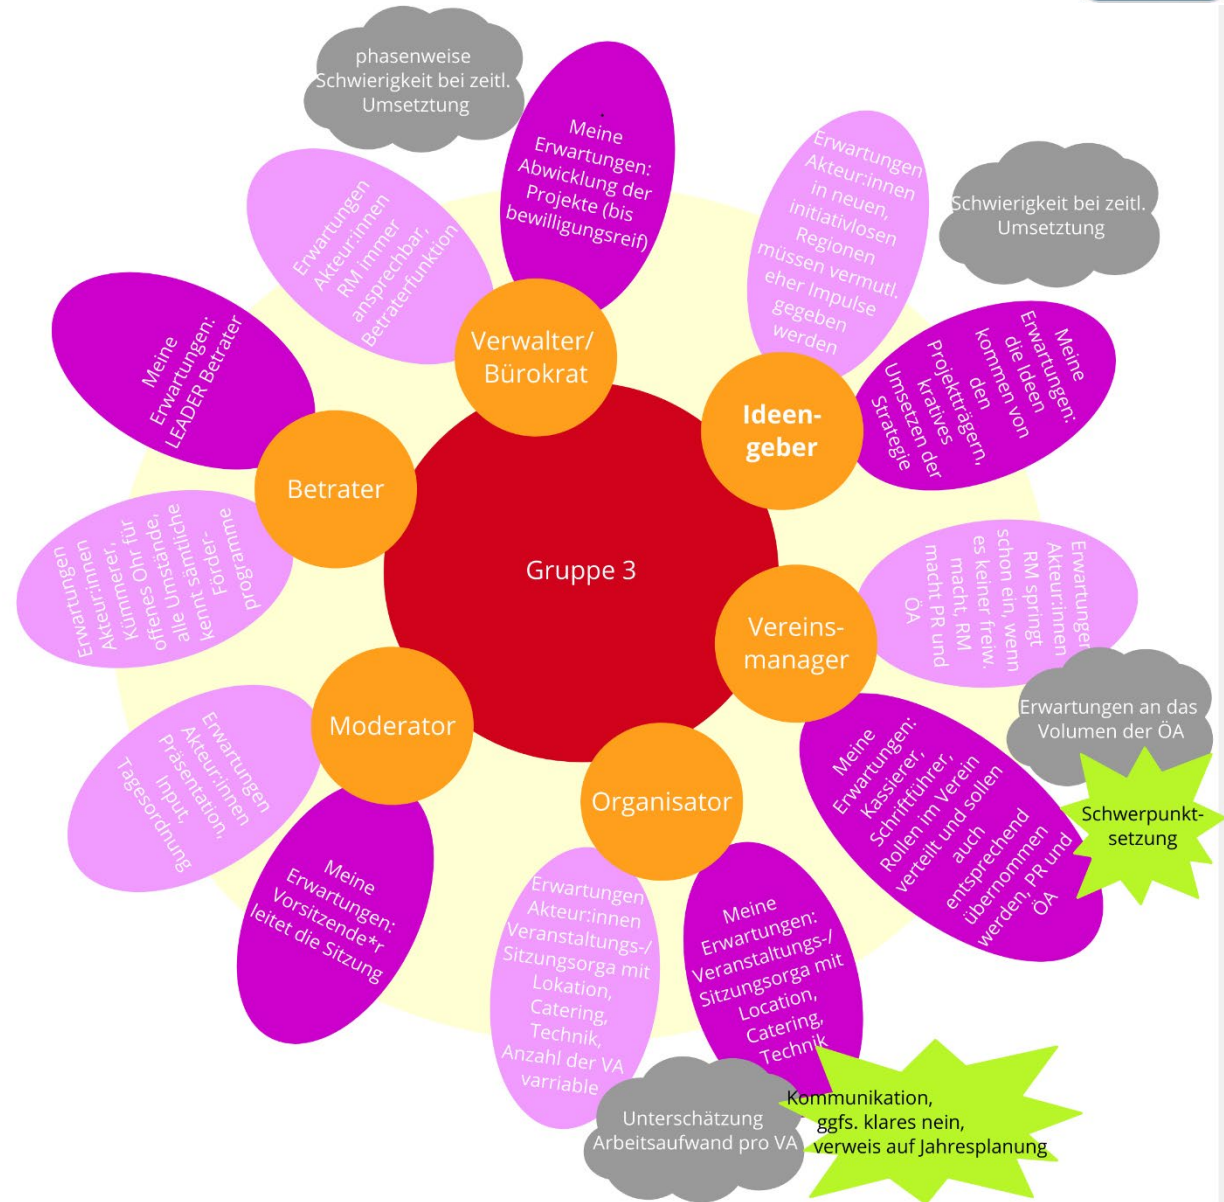 phasenweise
Schwierigkeit bei zeitl.
Umsetztung
Meine
Erwartungen:
Abwicklung der
Projekte (bis
bewilligungsreif)
Erwartungen
Akteur:innen
in neuen,
initiativlosen
Regionen
müssen vermutl.
eher Impulse
gegeben
werden
Schwierigkeit bei zeitl.
Umsetztung
Erwartungen
Akteur:innen
RM immer
ansprechbar,
Betraterfunktion
Meine
Erwartungen:
LEADER Betrater
Verwalter/
Bürokrat
Ideen-
geber
Meine
Erwartungen:
die Ideen
kommen von
den
Projektträgern,
kratives
Umsetzen der
Strategie
Betrater
Erwartungen
Akteur:innen
Kümmerer,
offenes Ohr für
alle Umstände,
kennt sämtliche
Förder-
programme
Gruppe 3
Vereins-
manager
Erwartungen
Akteur:innen
RM springt
schon ein, wenn
es keiner freiw.
macht, RM
macht PR und
ÖA
Erwartungen an das
Volumen der ÖA
Schwerpunkt-
setzung
Meine
Erwartungen:
Kassierer,
Schriftführer,
Rollen im Verein
verteilt und sollen
auch
entsprechend
übernommen
werden, PR und
ÖA
Moderator
Erwartungen
Akteur:innen
Präsentation,
Input,
Tagesordnung
Meine
Erwartungen:
Vorsitzende*r
leitet die Sitzung
Organisator
Erwartungen
Akteur:innen
Veranstaltungs-/
Sitzungsorga mit
Lokation,
Catering,
Technik,
Anzahl der VA
varriable
Meine
Erwartungen:
Veranstaltungs-/
Sitzungsorga mit
Location,
Catering,
Technik
Unterschätzung
Arbeitsaufwand pro VA
Kommunikation,
ggfs. klares nein,
verweis auf Jahresplanung